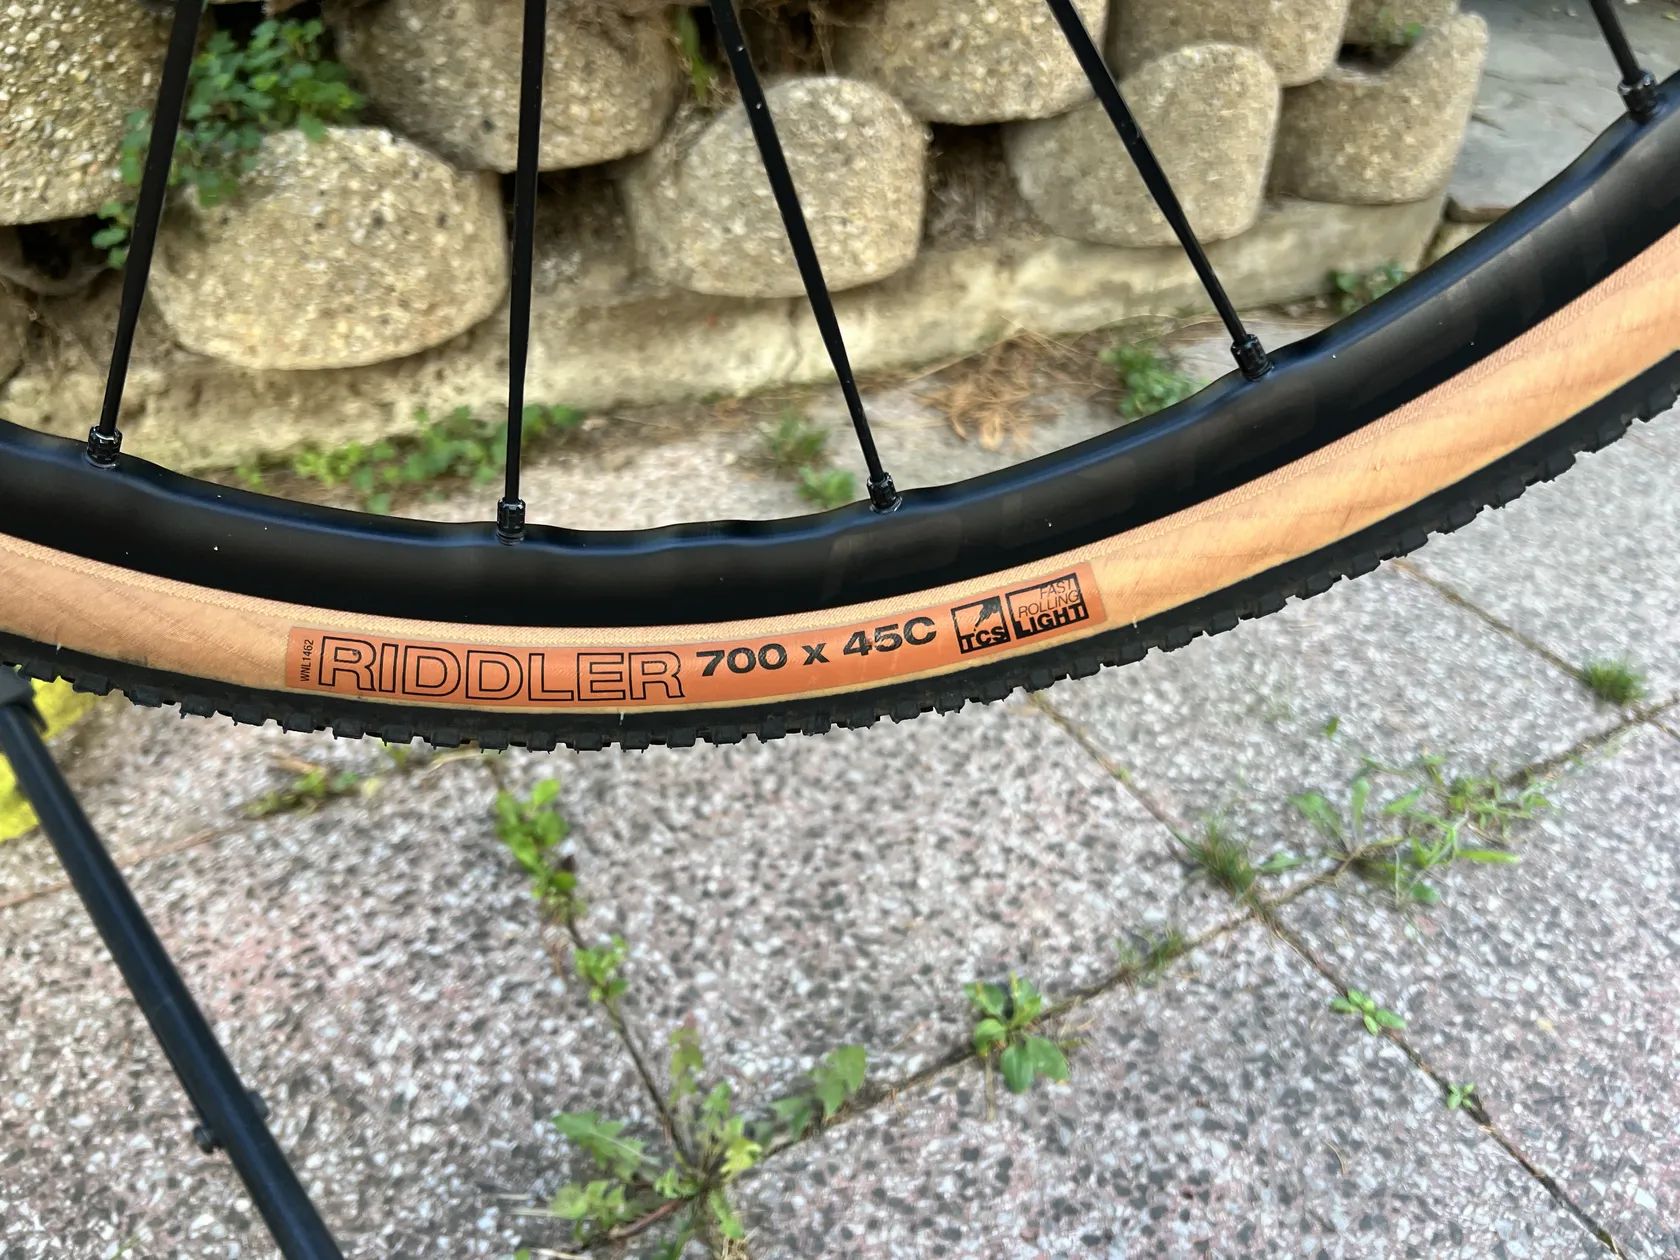 WNL1462
RIDDLER 700 x 45C
TCS
FAST
ROLLING
LIGHT